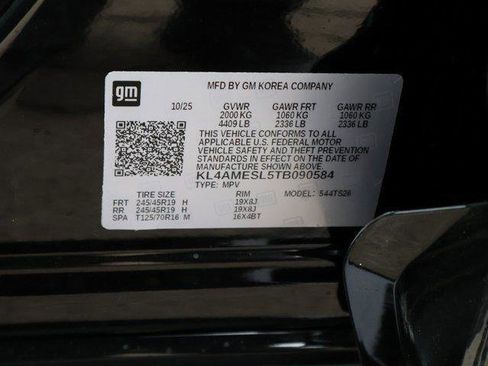 gm
MFD BY GM KOREA COMPANY
10/25 GVWR GAWR FRT GAWR RR
2000 KG 1060 KG 1060 KG
4409 LB 2336 LB 2336 LB
THIS VEHICLE CONFORMS TO ALL
APPLICABLE U.S. FEDERAL MOTOR
VEHICLE SAFETY AND THEFT PREVENTION
STANDARDS IN EFFECT ON THE DATE OF
MANUFACTURE SHOWN ABOVE
KL4AMESL5TB090584
TYPE: MPV MODEL: 544TS26
TIRE SIZE RIM
FRT 245/45R19 H 19X8J
RR 245/45R19 H 19X8J
SPA T125/70R16 M 16X4BT